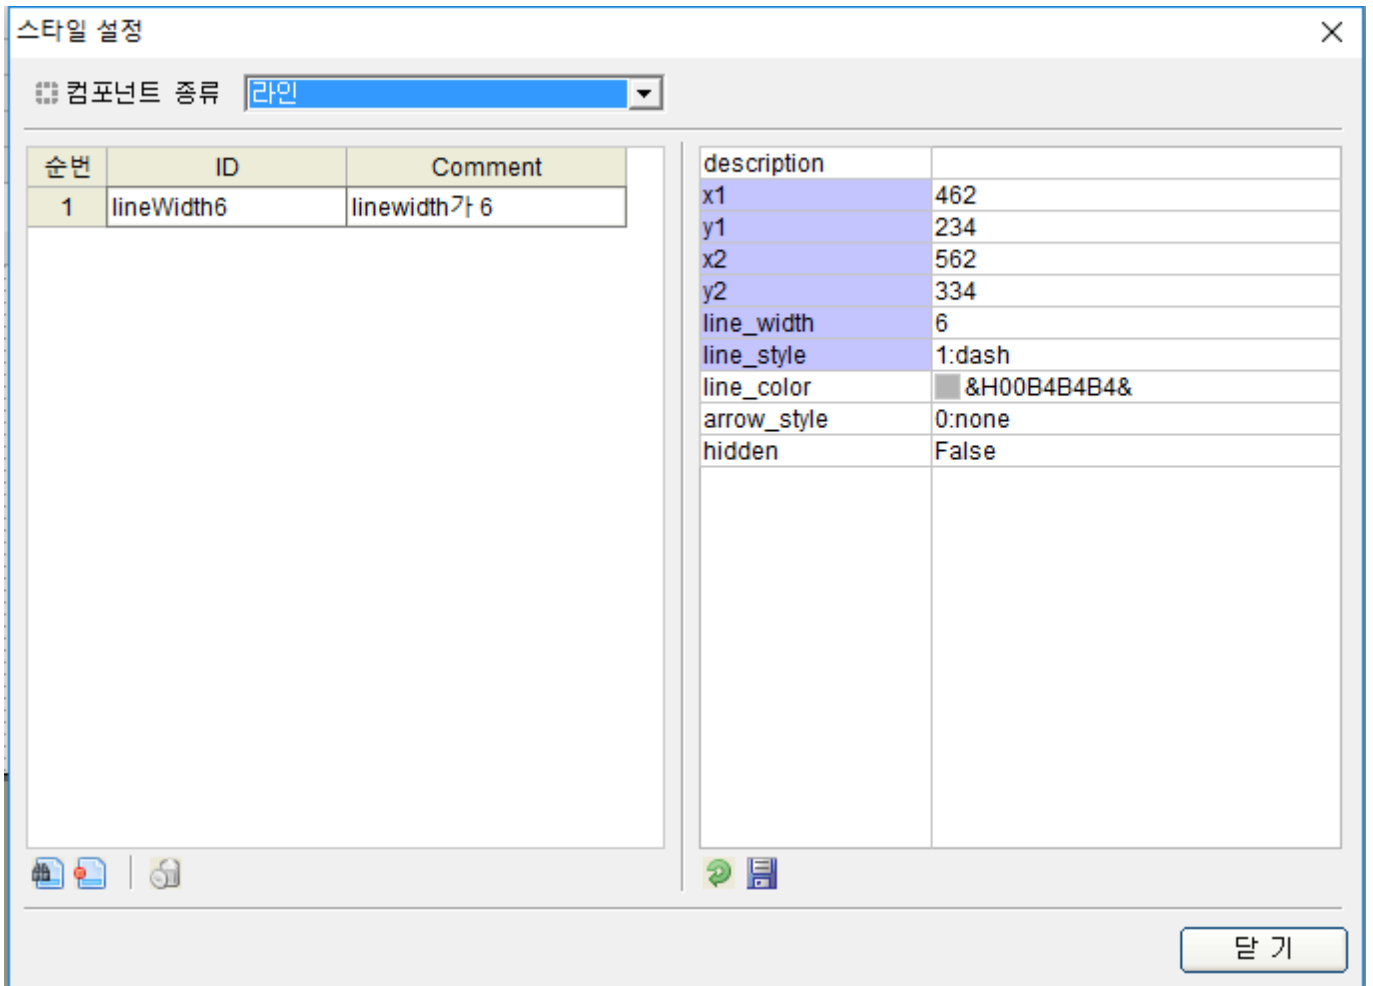 스타일 설정
컴포넌트 종류 라인
순번 ID Comment
1 lineWidth6 linewidth가 6
description
x1 462
y1 234
x2 562
y2 334
line_width 6
line_style 1:dash
line_color &H00B4B4B4&
arrow_style 0:none
hidden False
닫 기